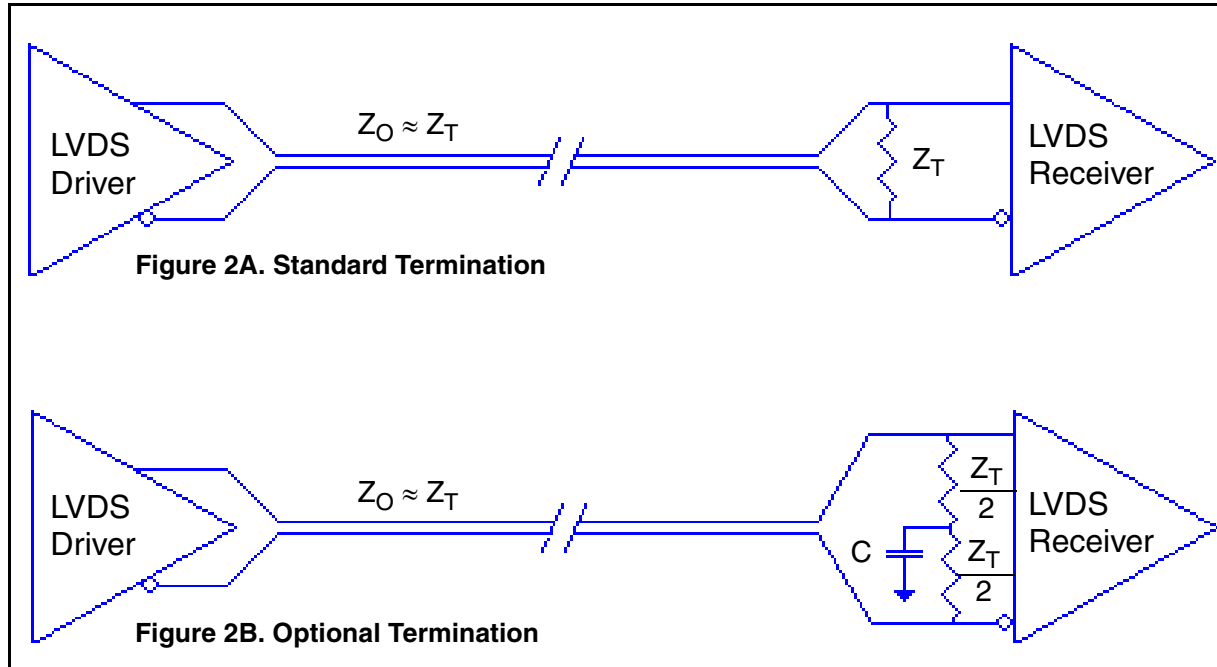 LVDS
Driver
Z_O ≈ Z_T
Z_T
LVDS
Receiver
Figure 2A. Standard Termination
LVDS
Driver
Z_O ≈ Z_T
C
Z_T
2
Z_T
2
LVDS
Receiver
Figure 2B. Optional Termination